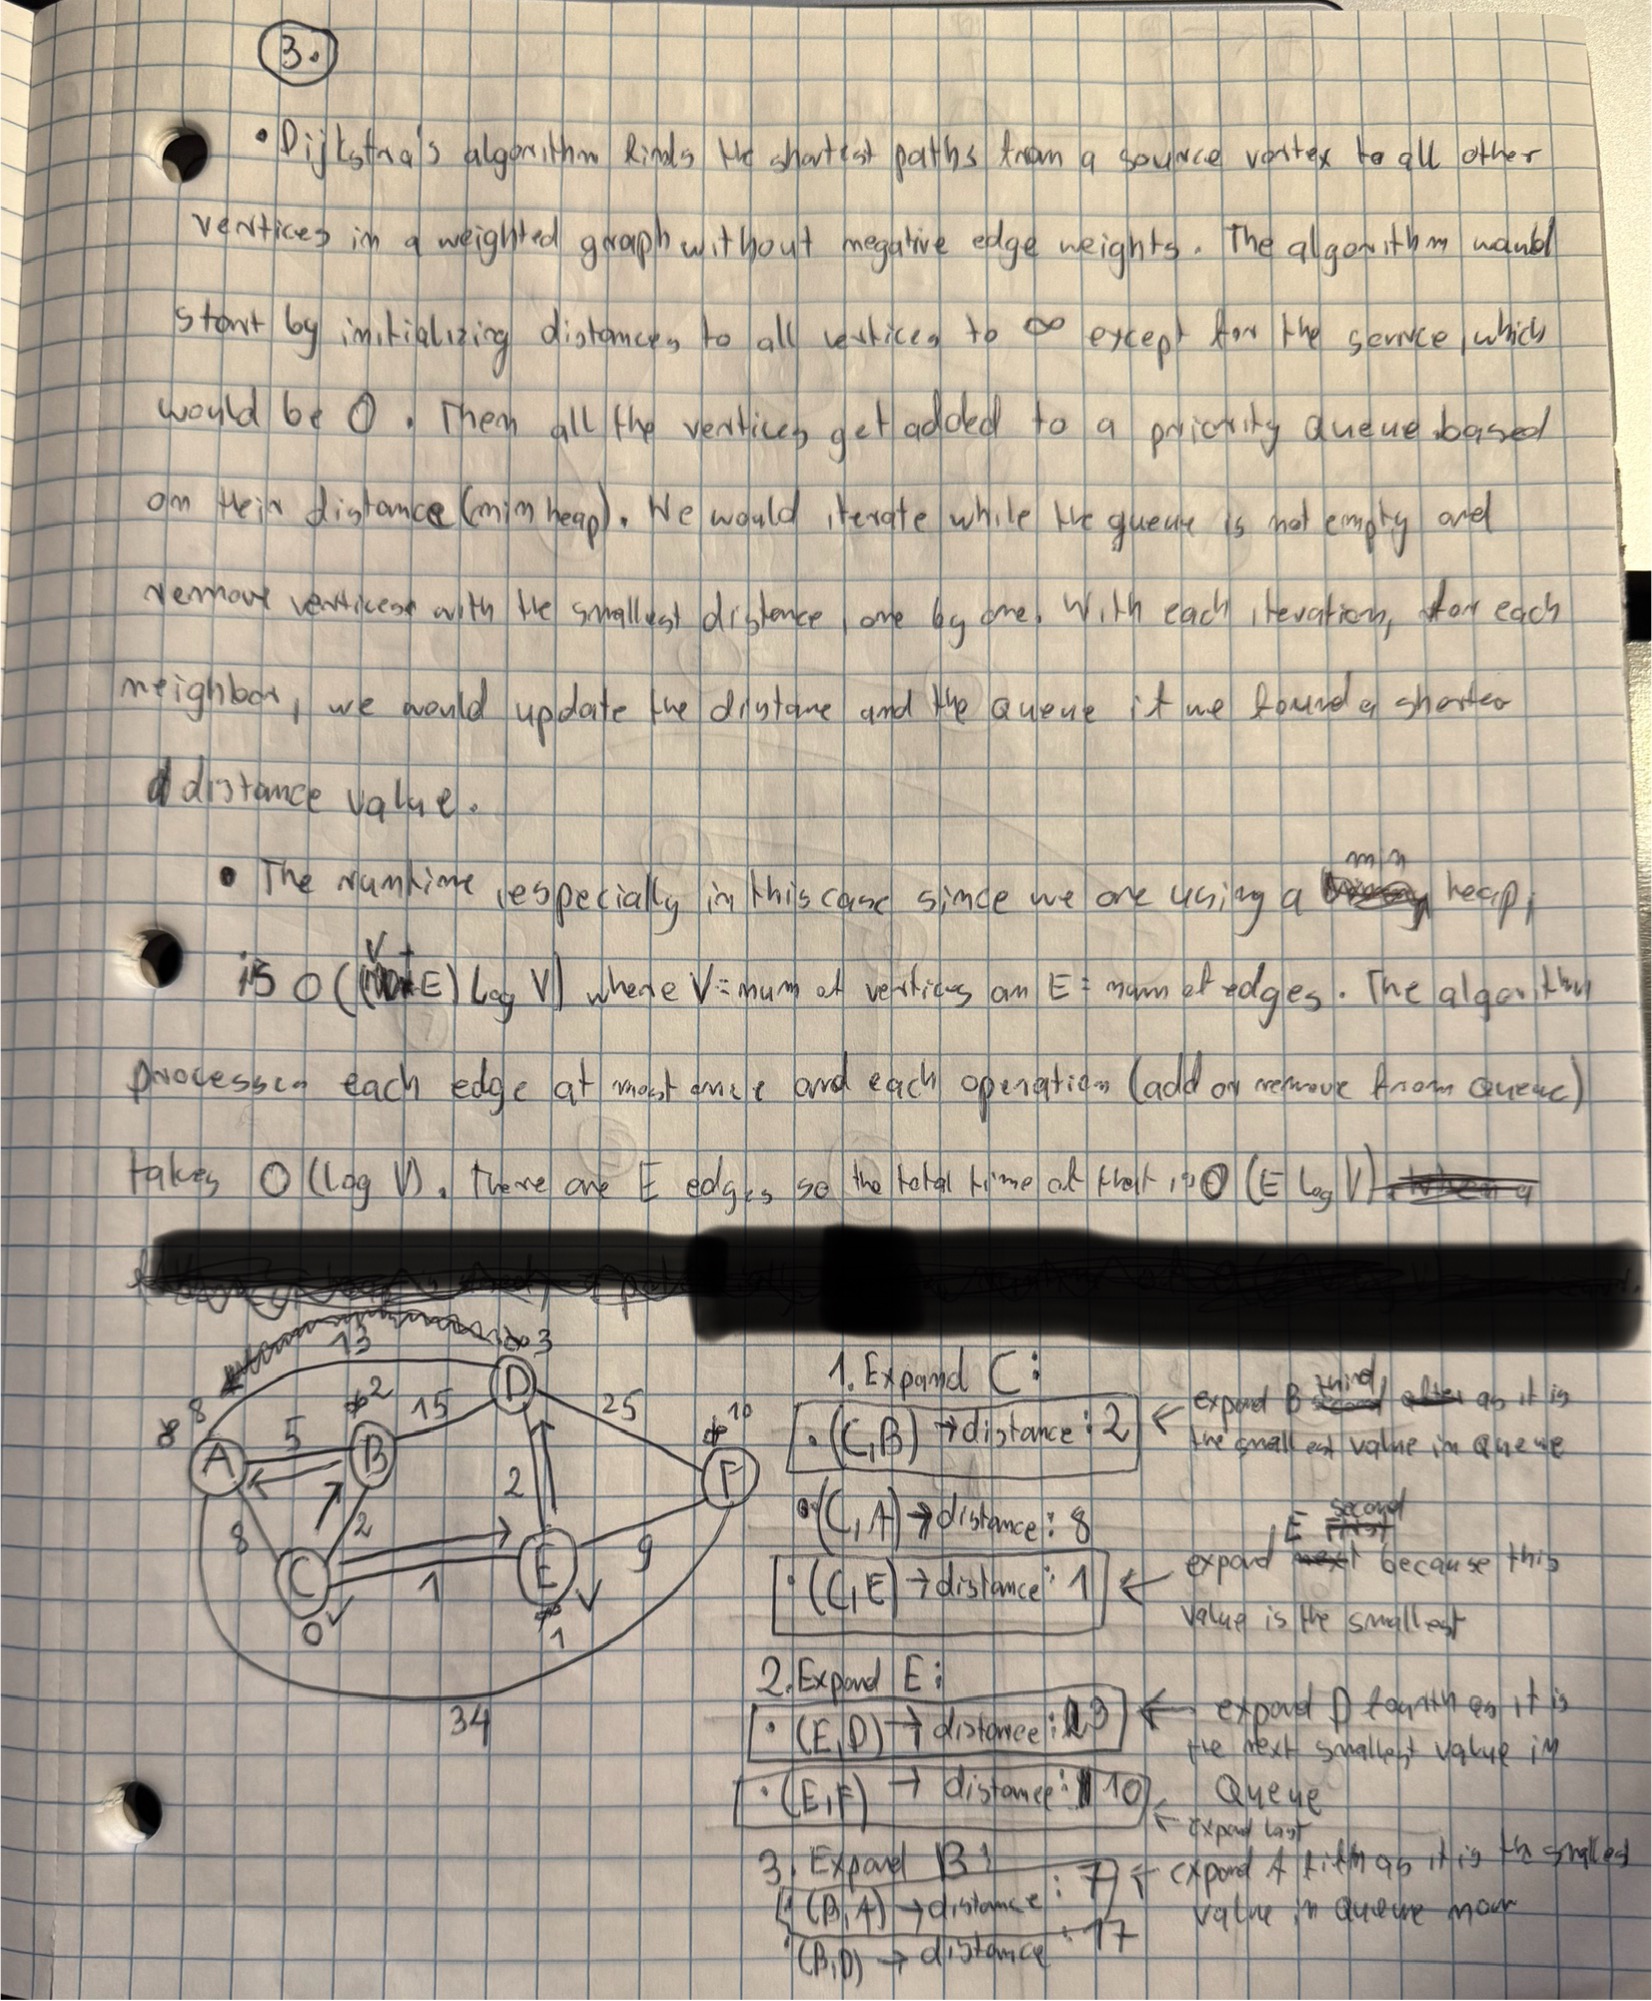 3.
• Dijkstra's algorithm finds the shortest paths from a source vertex to all other
vertices in a weighted graph without negative edge weights. The algorithm would
start by initializing distances to all vertices to ∞ except for the source, which
would be 0. Then all the vertices get added to a priority queue based
on their distance (min heap). We would iterate while the queue is not empty and
remove vertices with the smallest distance, one by one. With each iteration, for each
neighbor, we would update the distane and the queue if we found a shorter
distance value.
• The runtime, especially in this case since we are using a min heap,
is O((V+E) log V) where V = num of vertices an E = num of edges. The algorithm
processes each edge at most once and each operation (add or remove from queue)
takes O(log V). There are E edges so the total time of that is O(E log V).
13
∞ 3
D
8
∞
∞ 2
15
25
∞ 10
5
A
B
F
2
8
2
9
C
E
1
0
∞
1
34
1. Expand C:
• (C,B) → distance: 2 ← expand B third as it is
the smallest value in queue
• (C,A) → distance: 8
• (C,E) → distance: 1 ← expand E second because this
value is the smallest
2. Expand E:
• (E,D) → distance: 3 ← expand D fourth as it is
the next smallest value in
Queue
• (E,F) → distance: 10 ← expand last
3. Expand B:
(B,A) → distance: 7 ← expand A fifth as it is the smallest
value in Queue now
• (B,D) → distance: 17